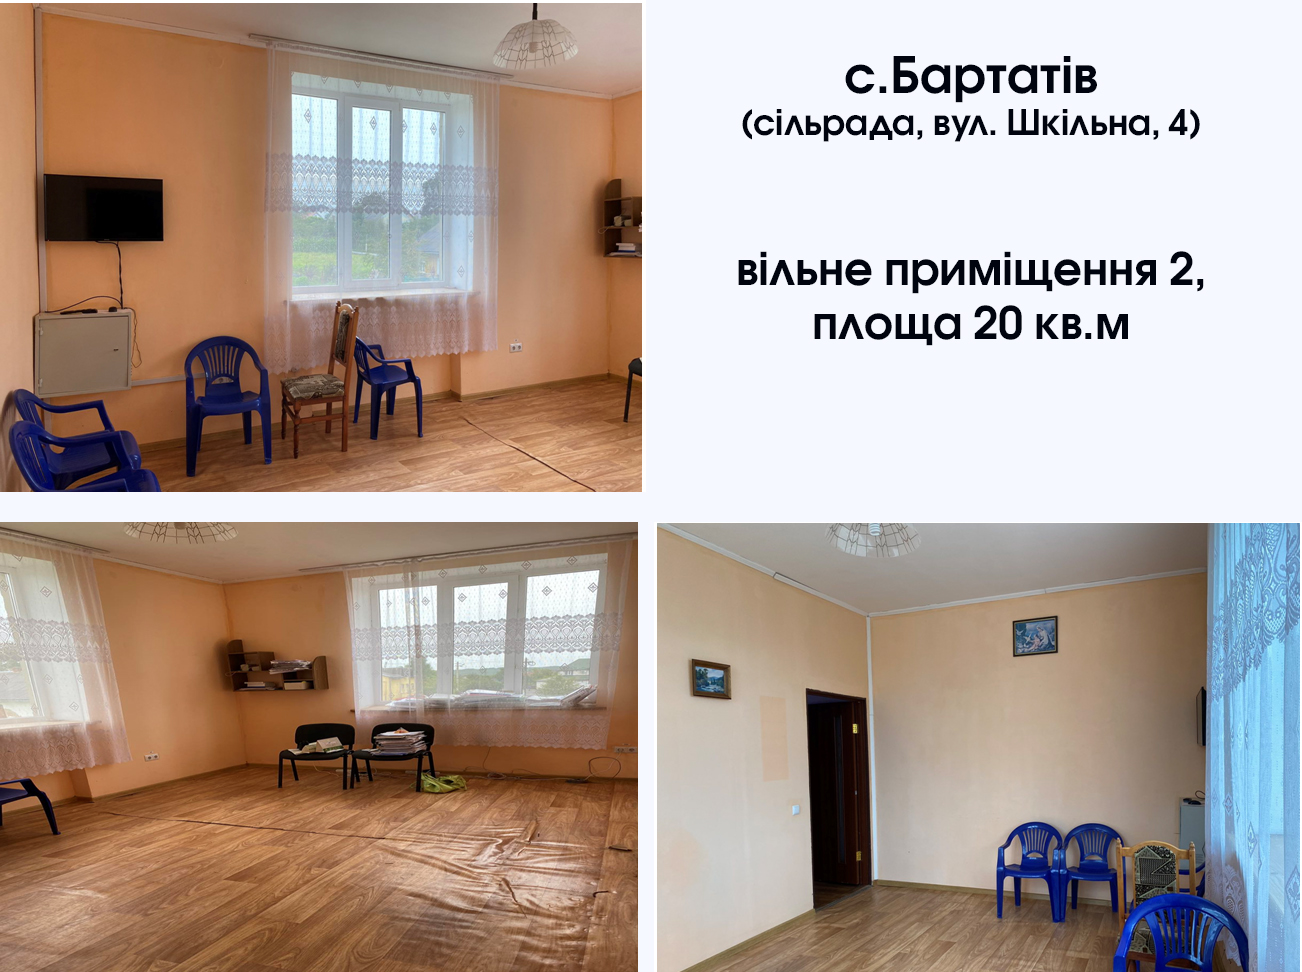 с.Бартатів
(сільрада, вул. Шкільна, 4)
вільне приміщення 2,
площа 20 кв.м